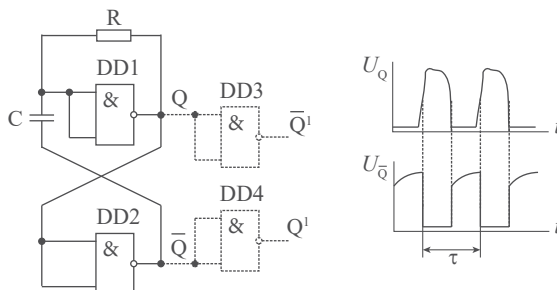 R
DD1
&
C
Q
DD3
&
Q̅¹
DD2
&
Q̅
DD4
&
Q¹
U_Q
t
U_Q̅
t
τ